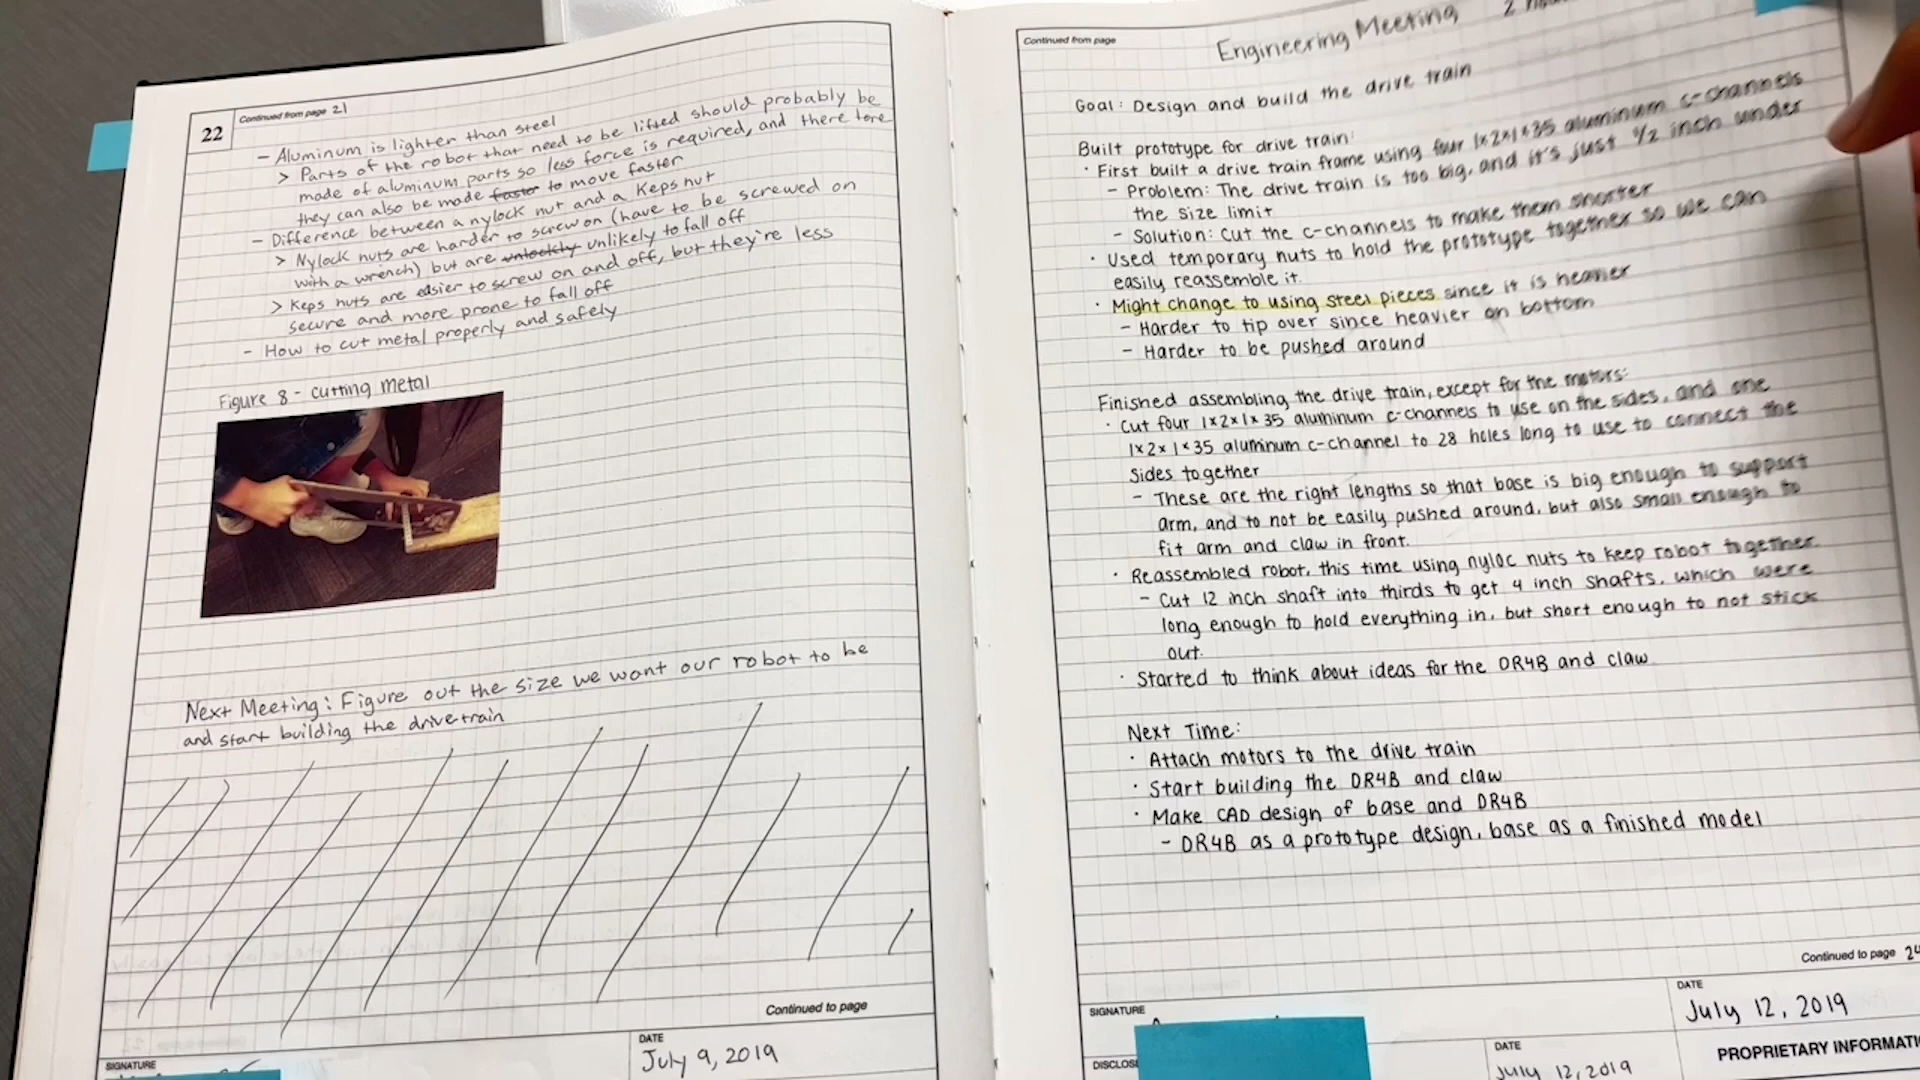 22
Continued from page 21
- Aluminum is lighter than steel
> Parts of the robot that need to be lifted should probably be
made of aluminum parts so less force is required, and there fore
they can also be made faster to move faster
- Difference between a nylock nut and a Keps nut
> Nylock nuts are harder to screw on (have to be screwed on
with a wrench) but are unlockly unlikely to fall off
> Keps nuts are easier to screw on and off, but they're less
secure and more prone to fall off
- How to cut metal properly and safely
Figure 8 - cutting metal
Next Meeting: Figure out the size we want our robot to be
and start building the drivetrain
Continued to page
SIGNATURE
DATE
July 9, 2019
Continued from page
Engineering Meeting 2
Goal: Design and build the drive train
Built prototype for drive train:
· First built a drive train frame using four 1x2x1x35 aluminum c-channels
- Problem: The drive train is too big, and it's just 1/2 inch under
the size limit
- Solution: Cut the c-channels to make them shorter
· Used temporary nuts to hold the prototype together so we can
easily reassemble it.
· Might change to using steel pieces since it is heavier
- Harder to tip over since heavier on bottom
- Harder to be pushed around
Finished assembling the drive train, except for the motors:
· Cut four 1x2x1x35 aluminum c-channels to use on the sides, and one
1x2x1x35 aluminum c-channel to 28 holes long to use to connect the
sides together
- These are the right lengths so that base is big enough to support
arm, and to not be easily pushed around, but also small enough to
fit arm and claw in front.
· Reassembled robot, this time using nyloc nuts to keep robot together.
- Cut 12 inch shaft into thirds to get 4 inch shafts, which were
long enough to hold everything in, but short enough to not stick
out.
· Started to think about ideas for the DR4B and claw
Next Time:
· Attach motors to the drive train
· Start building the DR4B and claw
· Make CAD design of base and DR4B
- DR4B as a prototype design, base as a finished model
Continued to page 24
SIGNATURE
DATE
July 12, 2019
DATE
July 12, 2019
PROPRIETARY